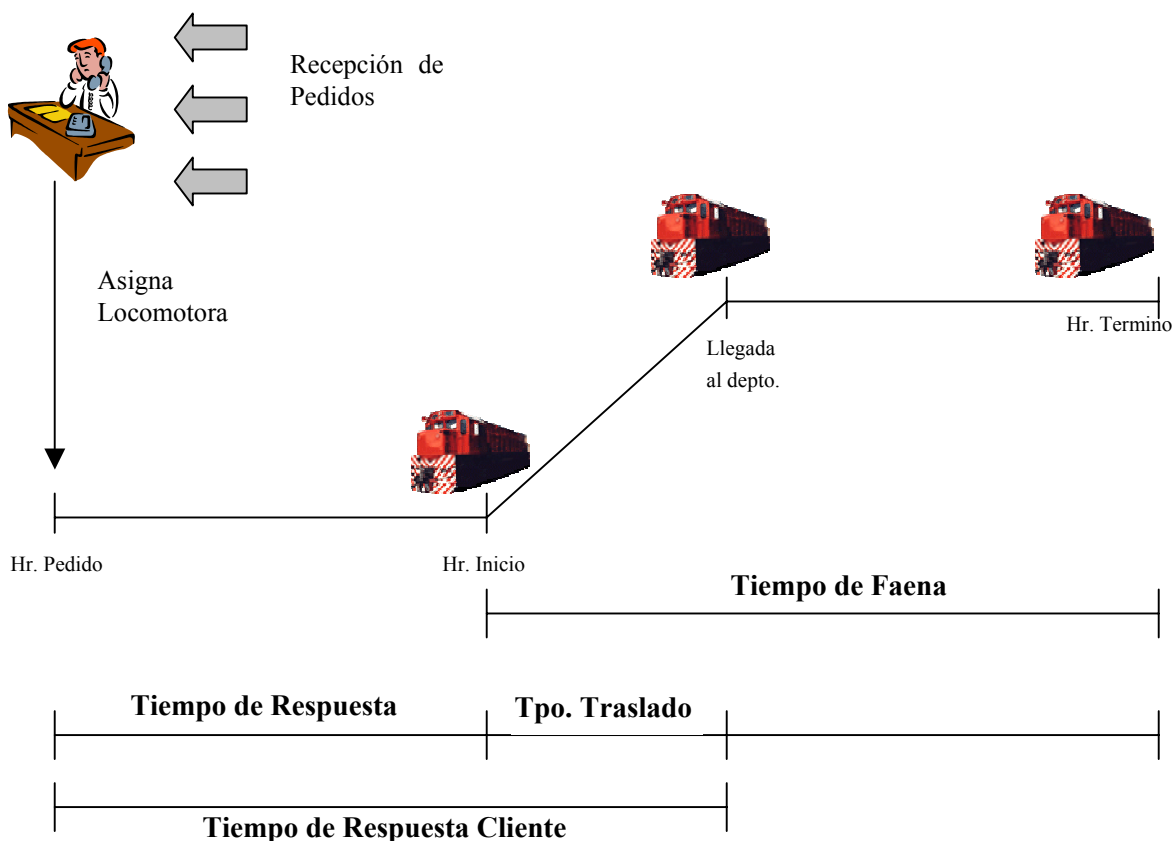 Recepción de
Pedidos
Asigna
Locomotora
Llegada
al depto.
Hr. Termino
Hr. Pedido
Hr. Inicio
Tiempo de Faena
Tiempo de Respuesta
Tpo. Traslado
Tiempo de Respuesta Cliente